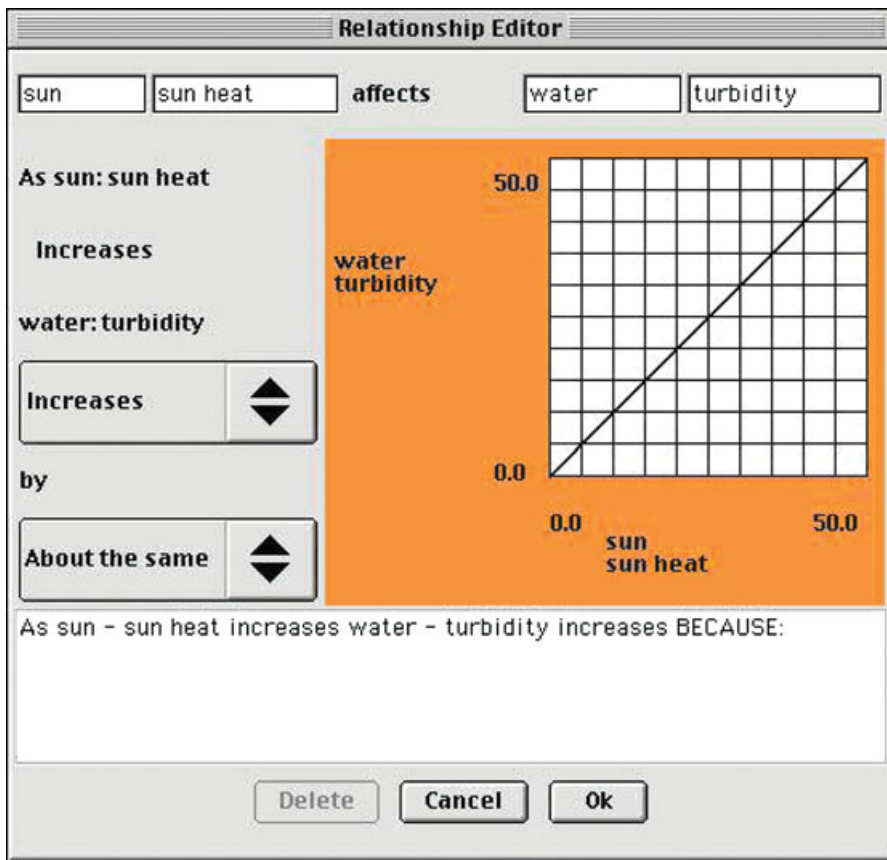 Relationship Editor
sun sun heat affects water turbidity
As sun: sun heat
Increases
water: turbidity
Increases
by
About the same
50.0
water
turbidity
0.0
0.0 50.0
sun
sun heat
As sun - sun heat increases water - turbidity increases BECAUSE:
Delete Cancel Ok